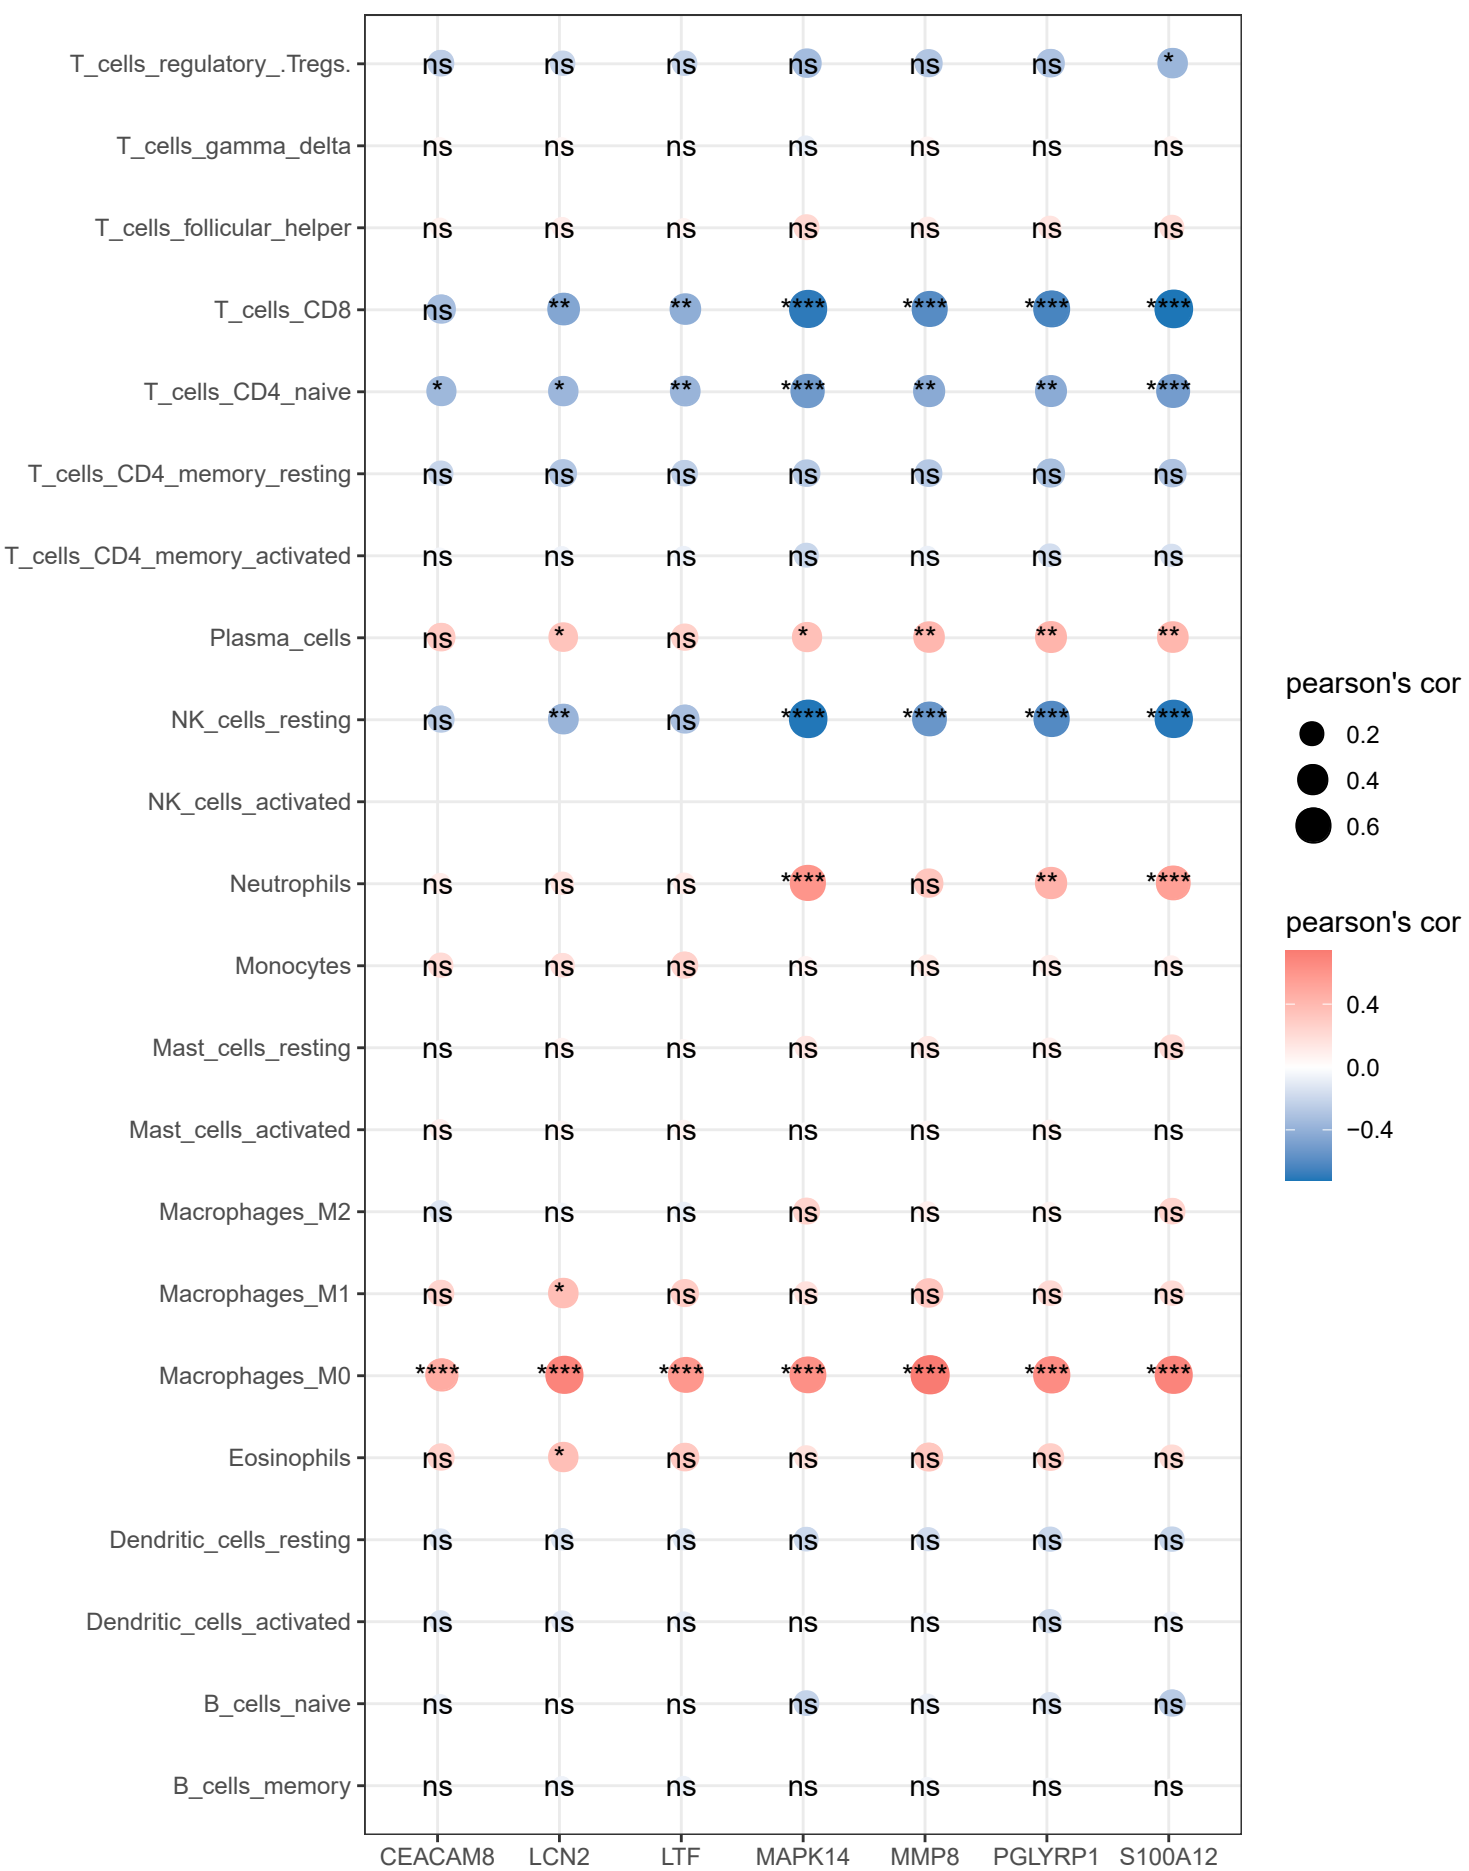 T_cells_regulatory_.Tregs. ns ns ns ns ns ns *
T_cells_gamma_delta ns ns ns ns ns ns ns
T_cells_follicular_helper ns ns ns ns ns ns ns
T_cells_CD8 ns ** ** **** **** **** ****
T_cells_CD4_naive * * ** **** ** ** ****
T_cells_CD4_memory_resting ns ns ns ns ns ns ns
T_cells_CD4_memory_activated ns ns ns ns ns ns ns
Plasma_cells ns * ns * ** ** **
NK_cells_resting ns ** ns **** **** **** ****
NK_cells_activated
Neutrophils ns ns ns **** ns ** ****
Monocytes ns ns ns ns ns ns ns
Mast_cells_resting ns ns ns ns ns ns ns
Mast_cells_activated ns ns ns ns ns ns ns
Macrophages_M2 ns ns ns ns ns ns ns
Macrophages_M1 ns * ns ns ns ns ns
Macrophages_M0 **** **** **** **** **** **** ****
Eosinophils ns * ns ns ns ns ns
Dendritic_cells_resting ns ns ns ns ns ns ns
Dendritic_cells_activated ns ns ns ns ns ns ns
B_cells_naive ns ns ns ns ns ns ns
B_cells_memory ns ns ns ns ns ns ns
CEACAM8 LCN2 LTF MAPK14 MMP8 PGLYRP1 S100A12
pearson's cor
0.2
0.4
0.6
pearson's cor
0.4
0.0
−0.4